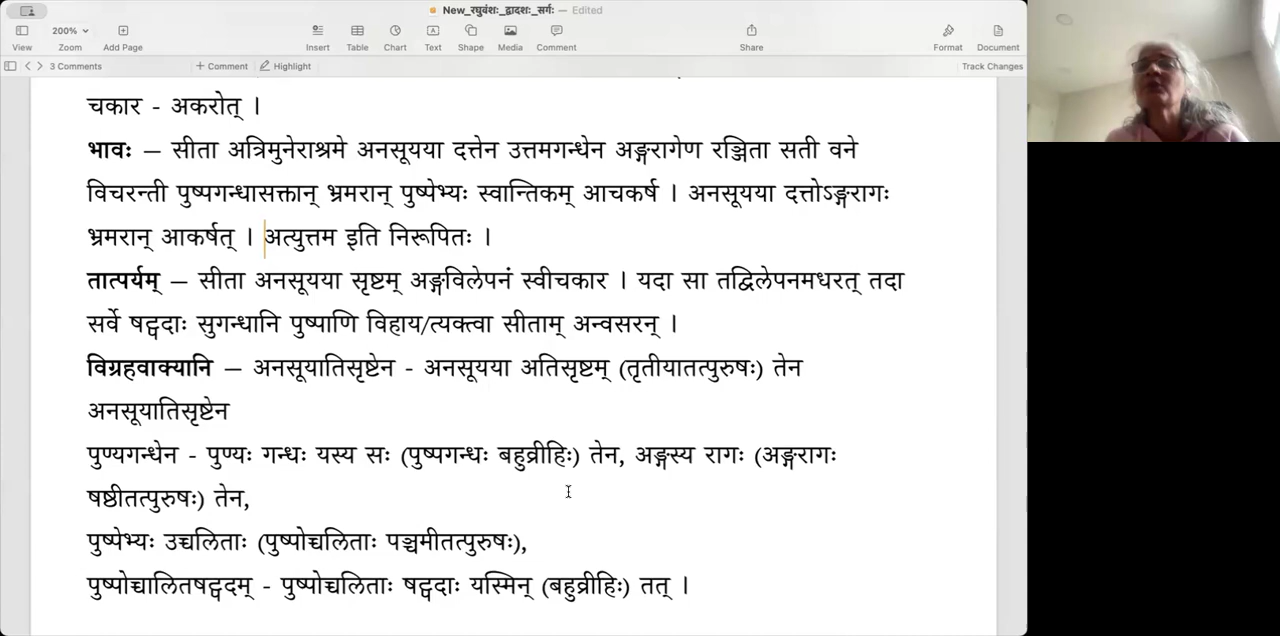 New_रघुवंशः_द्वादशः_सर्गः — Edited
200%
View Zoom Add Page Insert Table Chart Text Shape Media Comment Share Format Document
3 Comments + Comment Highlight Track Changes
चकार - अकरोत् ।
भावः — सीता अत्रिमुनेराश्रमे अनसूयया दत्तेन उत्तमगन्धेन अङ्गरागेण रञ्जिता सती वने
विचरन्ती पुष्पगन्धासक्तान् भ्रमरान् पुष्पेभ्यः स्वान्तिकम् आचकर्ष । अनसूयया दत्तोऽङ्गरागः
भ्रमरान् आकर्षत् । अत्युत्तम इति निरूपितः ।
तात्पर्यम् — सीता अनसूयया सृष्टम् अङ्गविलेपनं स्वीचकार । यदा सा तद्विलेपनमधरत् तदा
सर्वे षट्पदाः सुगन्धानि पुष्पाणि विहाय/त्यक्त्वा सीताम् अन्वसरन् ।
विग्रहवाक्यानि — अनसूयातिसृष्टेन - अनसूयया अतिसृष्टम् (तृतीयातत्पुरुषः) तेन
अनसूयातिसृष्टेन
पुण्यगन्धेन - पुण्यः गन्धः यस्य सः (पुष्पगन्धः बहुव्रीहिः) तेन, अङ्गस्य रागः (अङ्गरागः
षष्ठीतत्पुरुषः) तेन,
पुष्पेभ्यः उच्चलिताः (पुष्पोच्चलिताः पञ्चमीतत्पुरुषः),
पुष्पोच्चालितषट्पदम् - पुष्पोच्चलिताः षट्पदाः यस्मिन् (बहुव्रीहिः) तत् ।